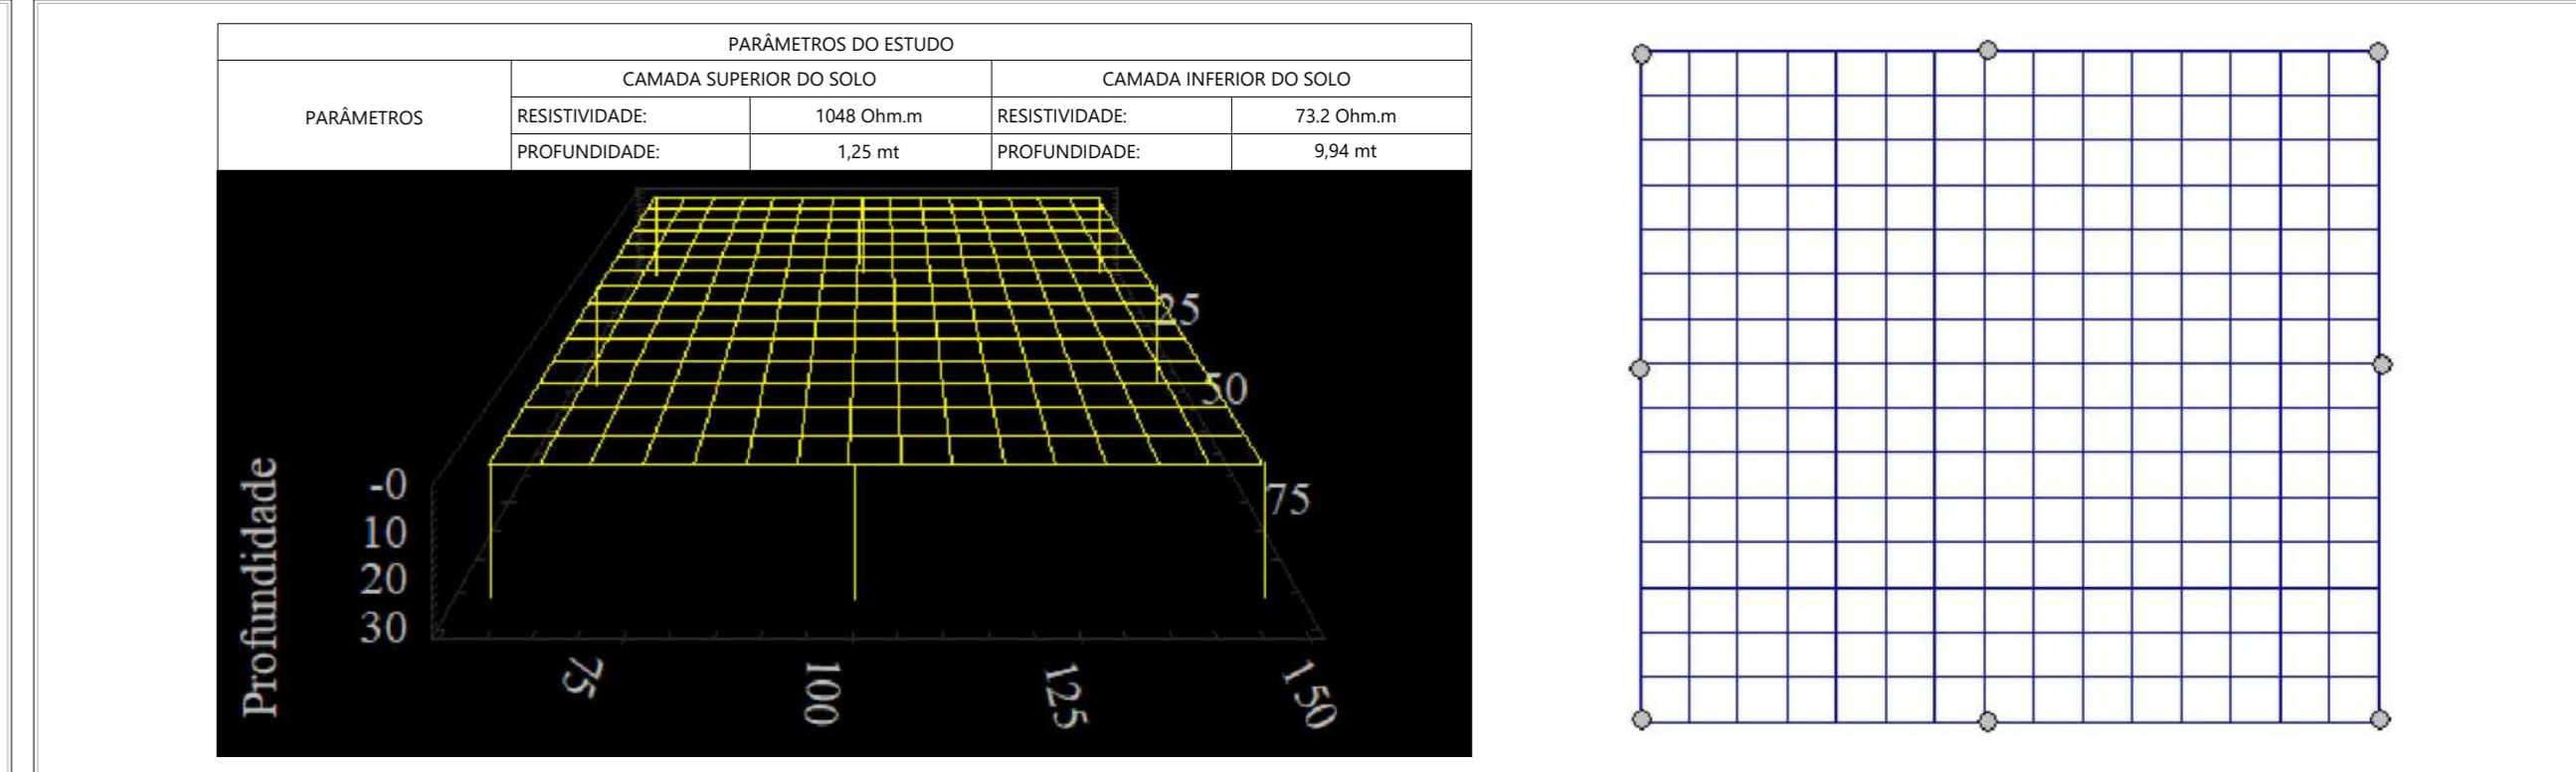 PARÂMETROS DO ESTUDO
PARÂMETROS
CAMADA SUPERIOR DO SOLO
CAMADA INFERIOR DO SOLO
RESISTIVIDADE: 1048 Ohm.m RESISTIVIDADE: 73.2 Ohm.m
PROFUNDIDADE: 1,25 mt PROFUNDIDADE: 9,94 mt
25
50
75
Profundidade
-0
10
20
30
75 100 125 150